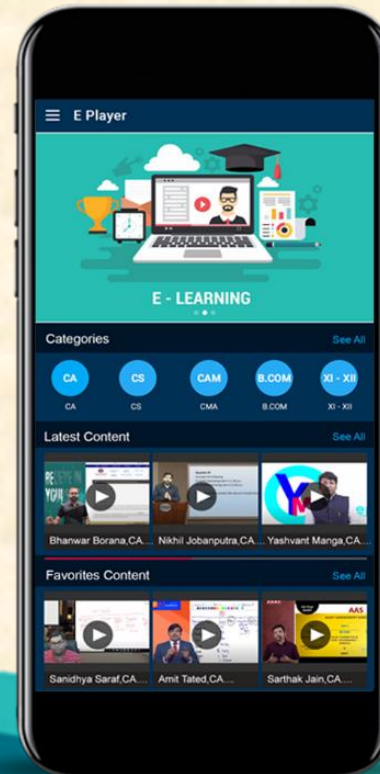 E Player
E - LEARNING
Categories See All
CA CS CAM B.COM XI - XII
CA CS CMA B.COM XI - XII
Latest Content See All
Bhanwar Borana,CA.... Nikhil Jobanputra,CA.... Yashvant Manga,CA....
Favorites Content See All
AAS
Sanidhya Saraf,CA.... Amit Tated,CA.... Sarthak Jain,CA....